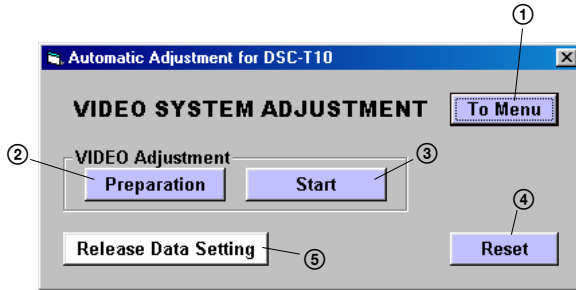 ①
Automatic Adjustment for DSC-T10
VIDEO SYSTEM ADJUSTMENT To Menu
② VIDEO Adjustment ③
Preparation Start
④
Release Data Setting ⑤ Reset